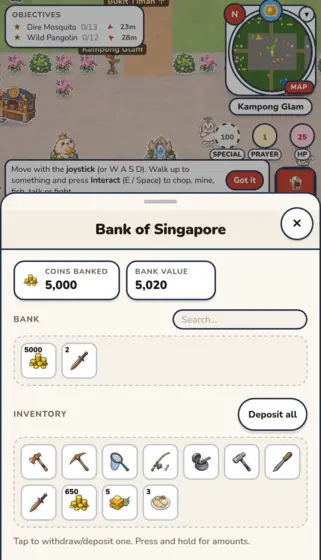 Bukit Timah
OBJECTIVES
Dire Mosquito 0/13 23m
Wild Pangolin 0/12 28m
Kampong Glam
N
MAP
Kampong Glam
100
1
25
SPECIAL
PRAYER
HP
Move with the joystick (or W A S D). Walk up to
something and press Interact (E / Space) to chop, mine,
fish, talk or fight.
Got it
Bank of Singapore
×
COINS BANKED
5,000
BANK VALUE
5,020
BANK
Search...
5000
2
INVENTORY
Deposit all
650
5
3
Tap to withdraw/deposit one. Press and hold for amounts.